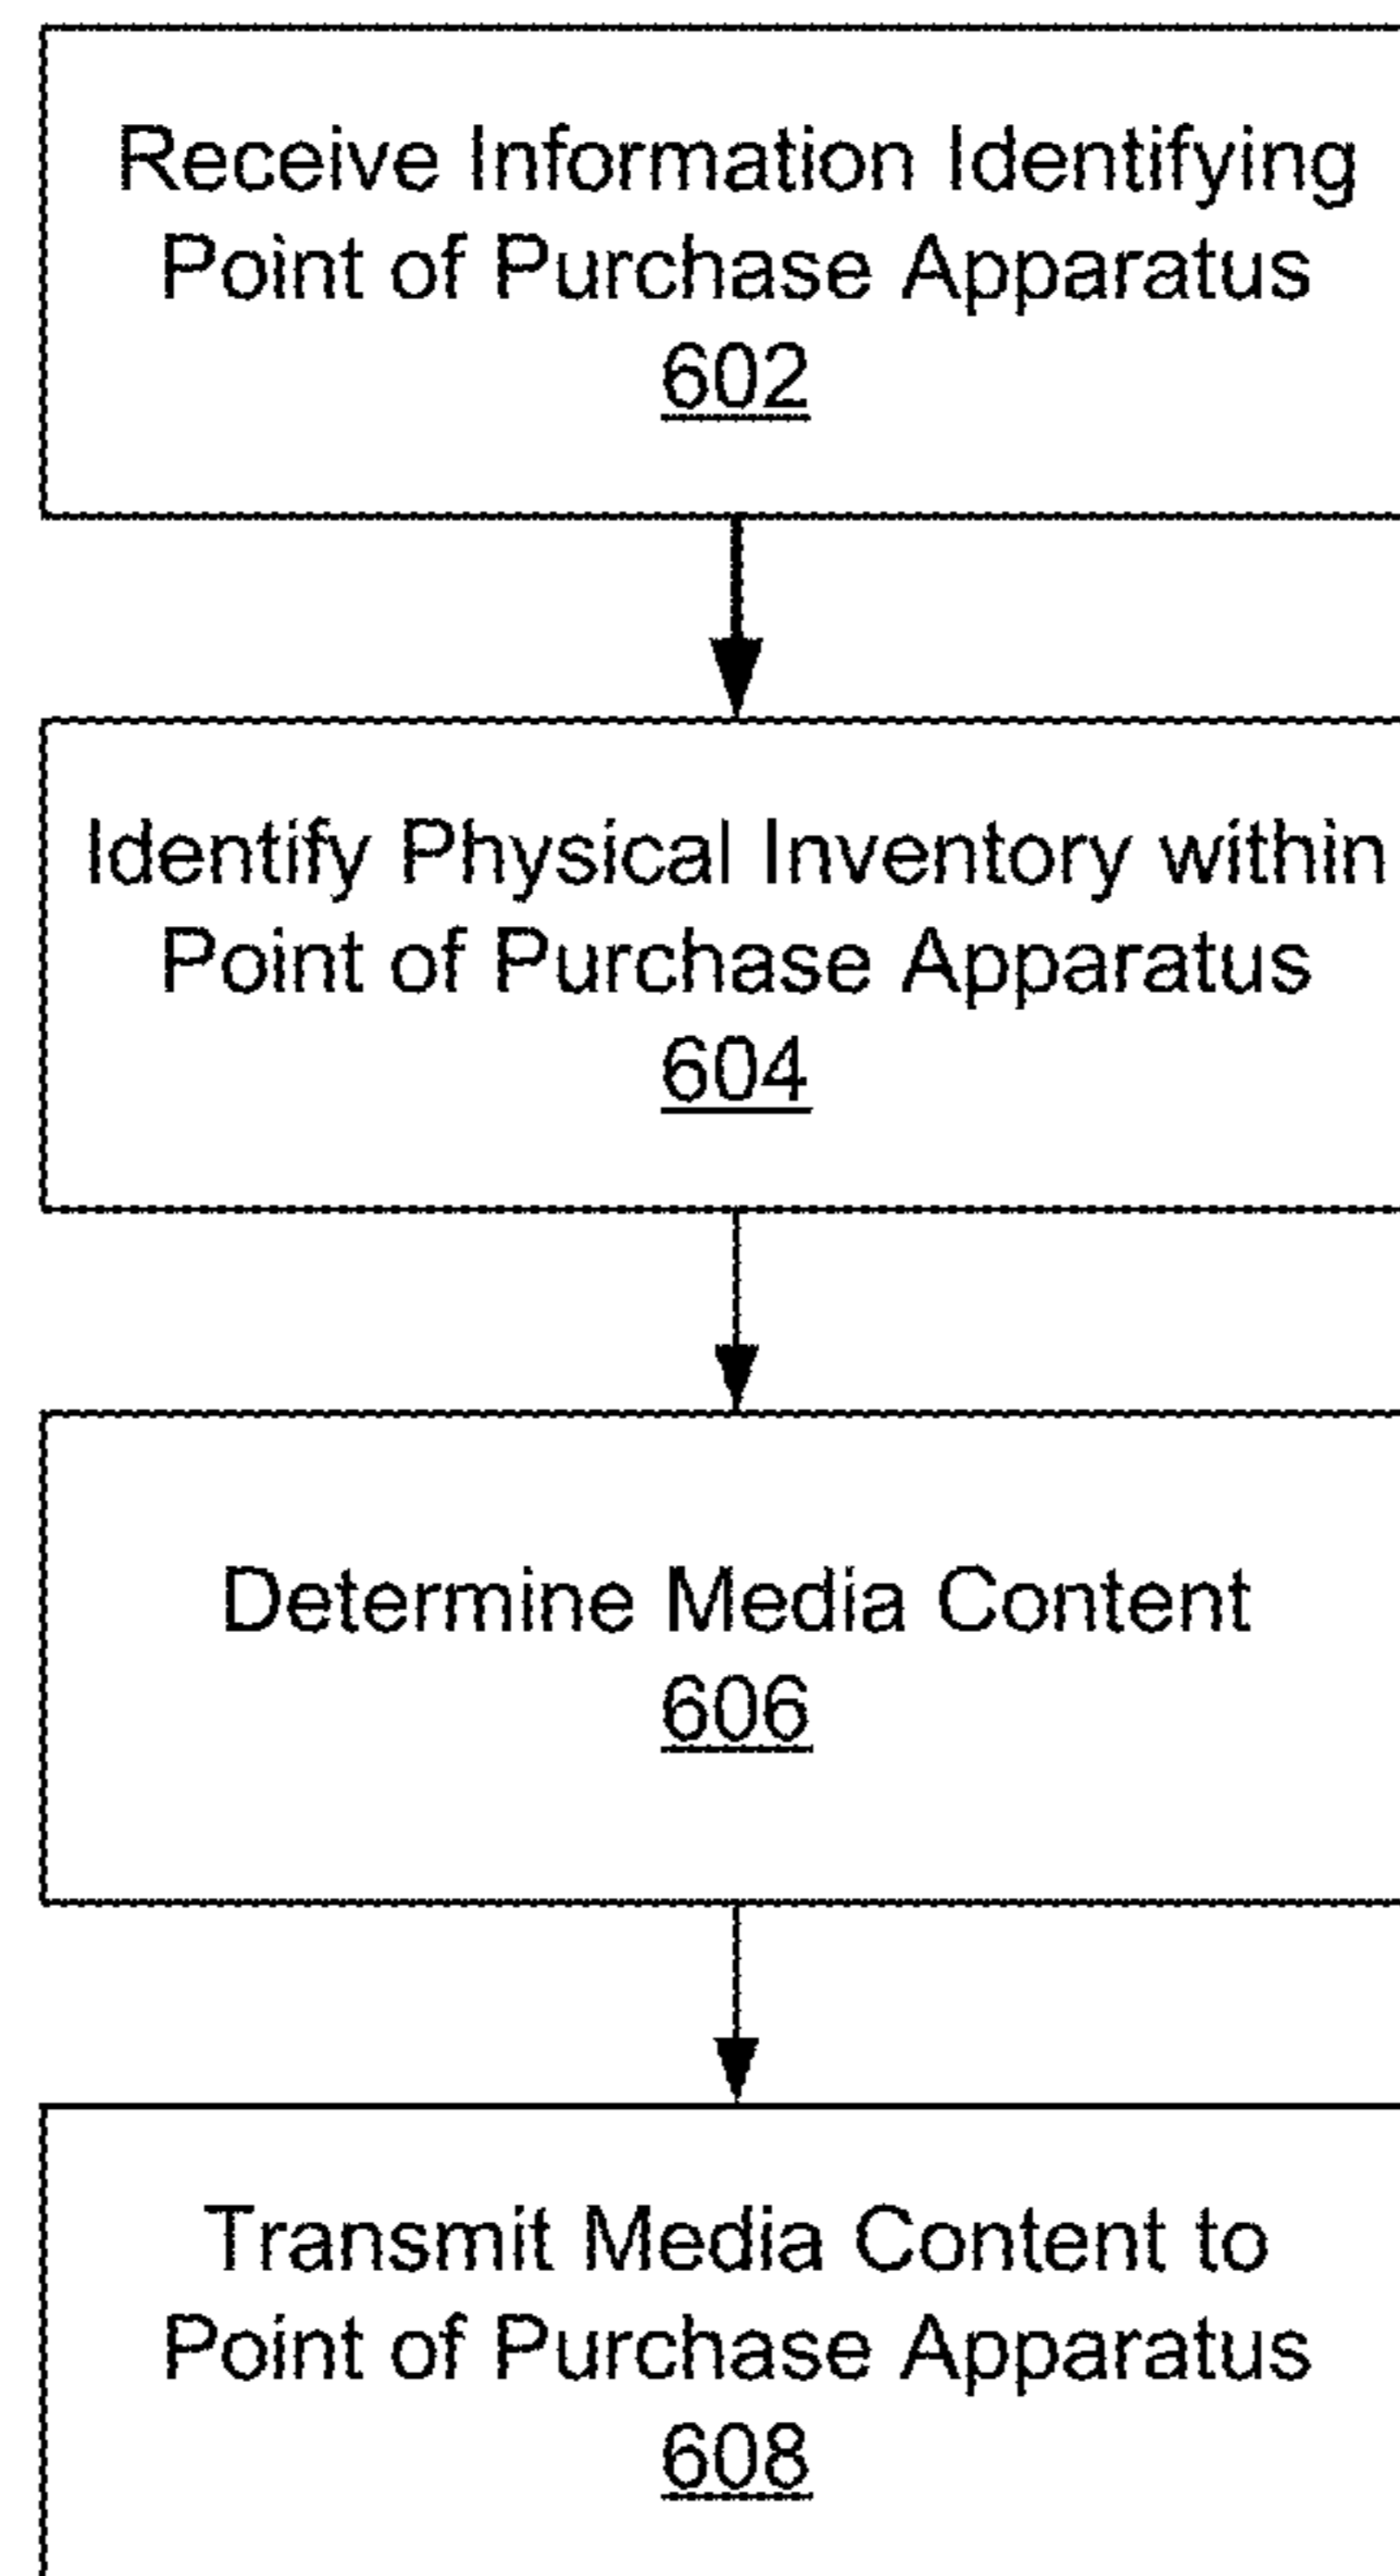 Receive Information Identifying
Point of Purchase Apparatus
602
Identify Physical Inventory within
Point of Purchase Apparatus
604
Determine Media Content
606
Transmit Media Content to
Point of Purchase Apparatus
608